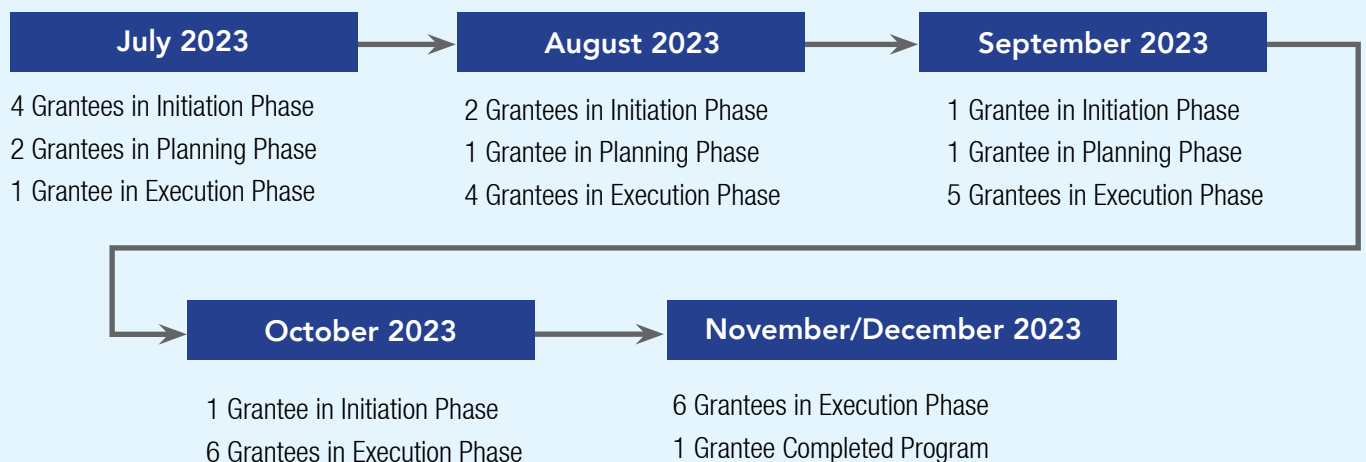 July 2023
4 Grantees in Initiation Phase
2 Grantees in Planning Phase
1 Grantee in Execution Phase
August 2023
2 Grantees in Initiation Phase
1 Grantee in Planning Phase
4 Grantees in Execution Phase
September 2023
1 Grantee in Initiation Phase
1 Grantee in Planning Phase
5 Grantees in Execution Phase
October 2023
1 Grantee in Initiation Phase
6 Grantees in Execution Phase
November/December 2023
6 Grantees in Execution Phase
1 Grantee Completed Program